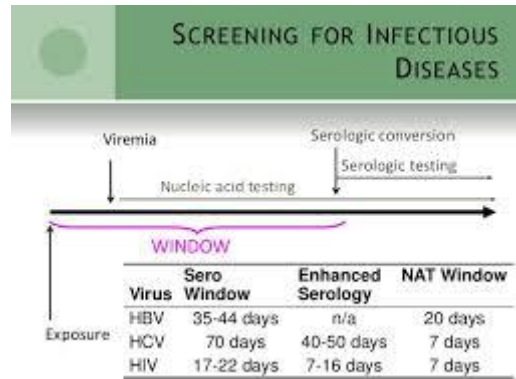 SCREENING FOR INFECTIOUS
DISEASES
Viremia
Serologic conversion
Serologic testing
Nucleic acid testing
WINDOW
Exposure
Virus Sero Window Enhanced Serology NAT Window
HBV 35-44 days n/a 20 days
HCV 70 days 40-50 days 7 days
HIV 17-22 days 7-16 days 7 days